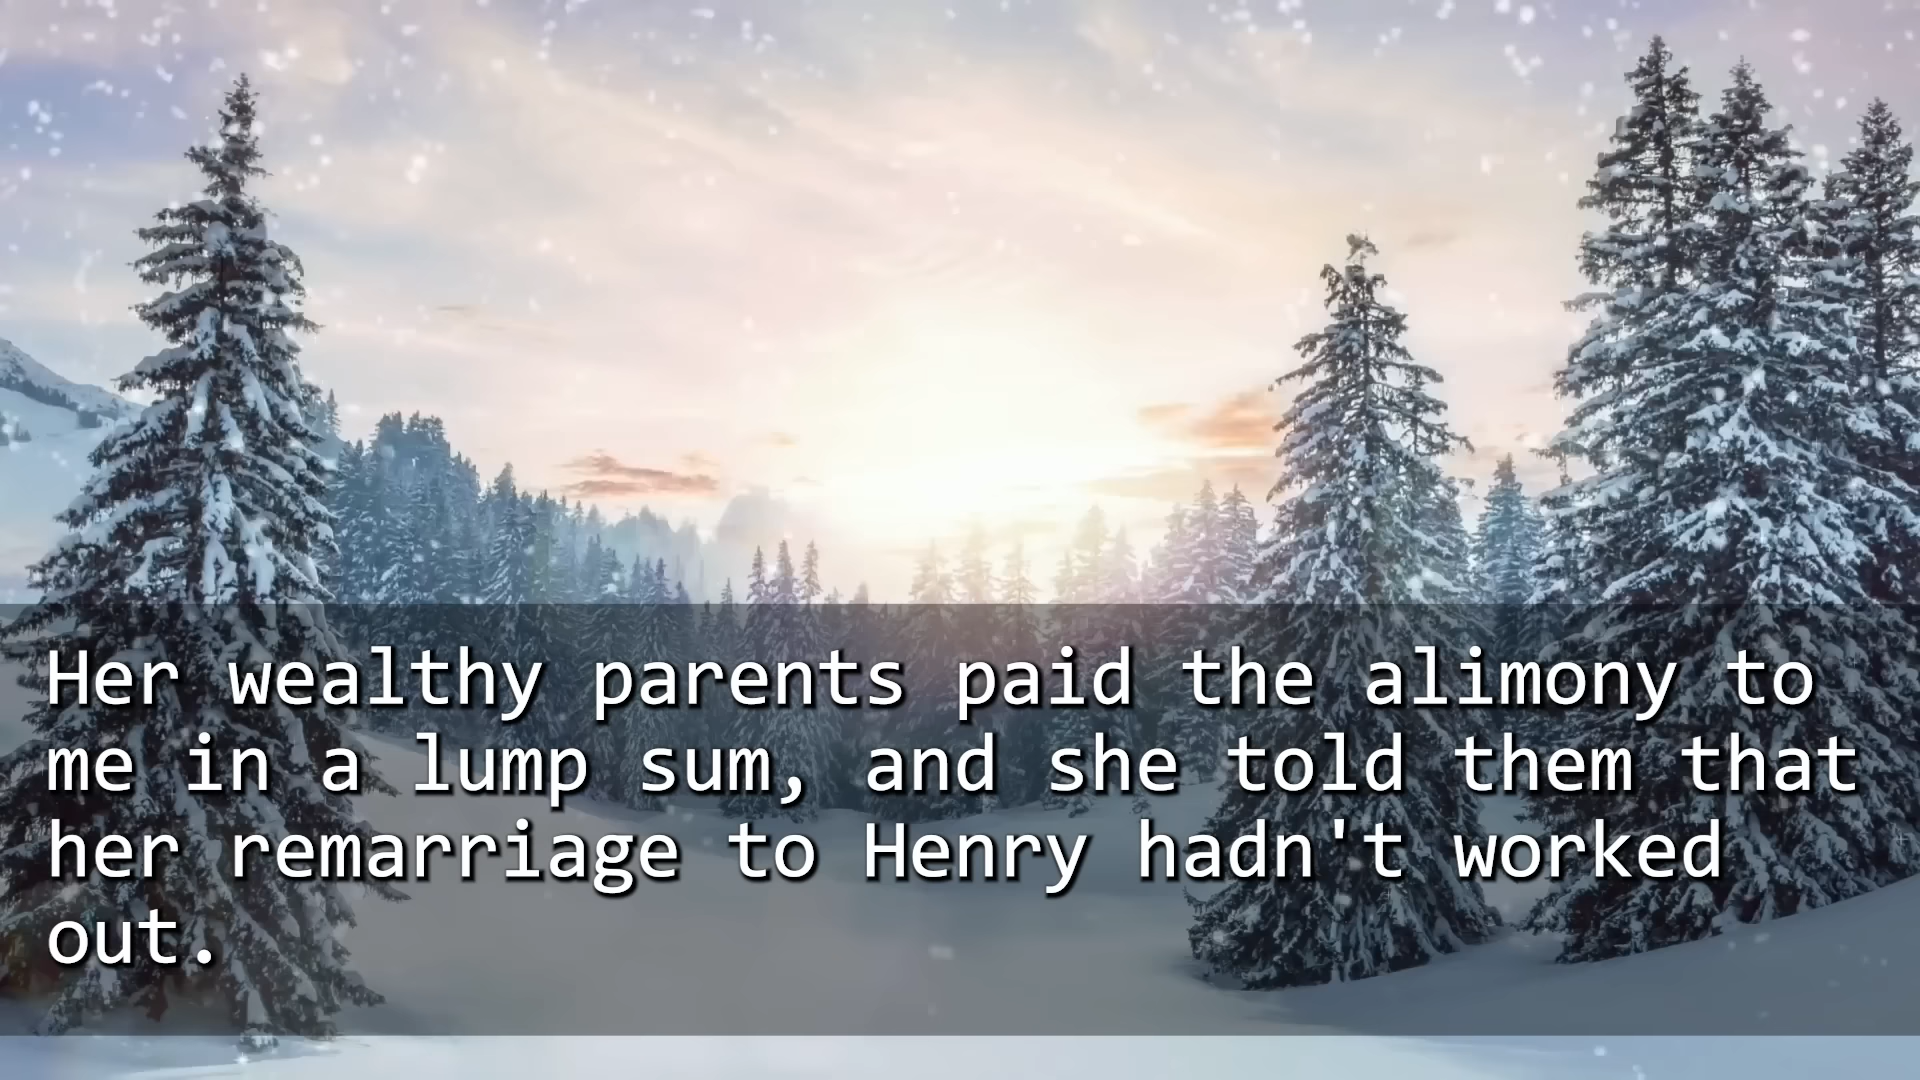 Her wealthy parents paid the alimony to
me in a lump sum, and she told them that
her remarriage to Henry hadn't worked
out.